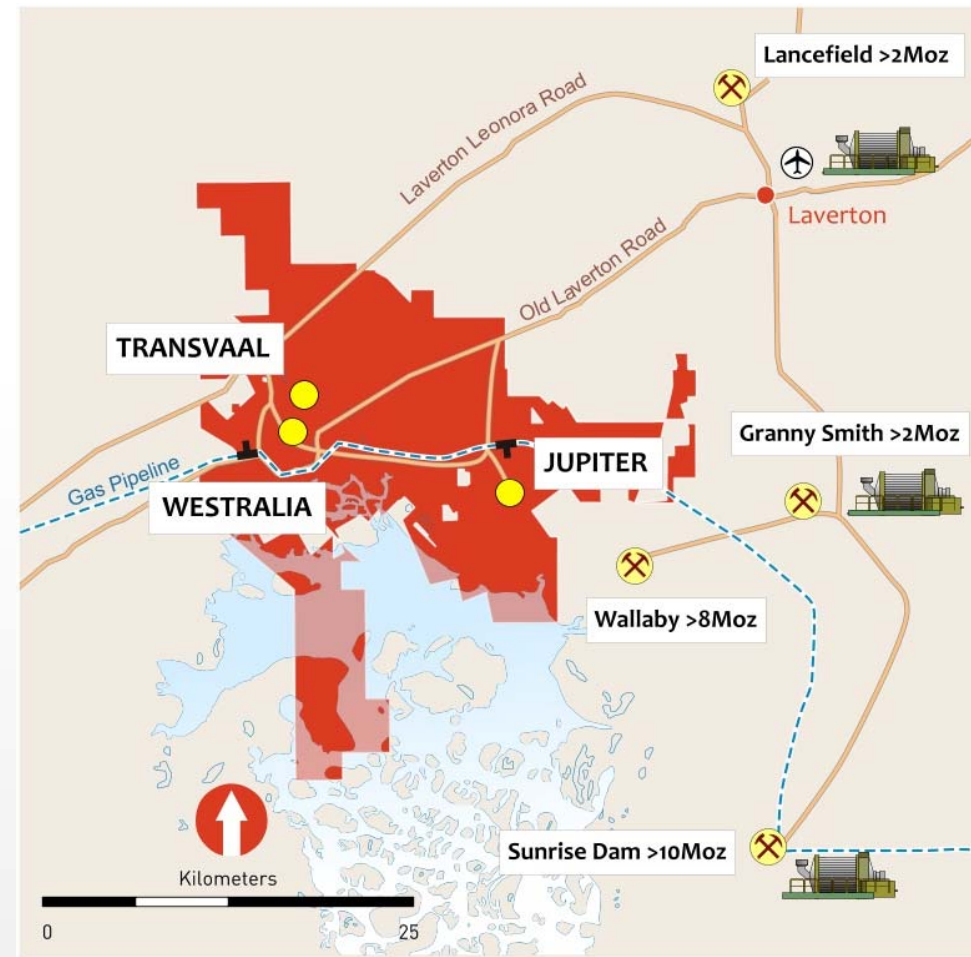 Lancefield >2Moz
Laverton Leonora Road
Laverton
Old Laverton Road
TRANSVAAL
Granny Smith >2Moz
JUPITER
Gas Pipeline
WESTRALIA
Wallaby >8Moz
Sunrise Dam >10Moz
Kilometers
0 25